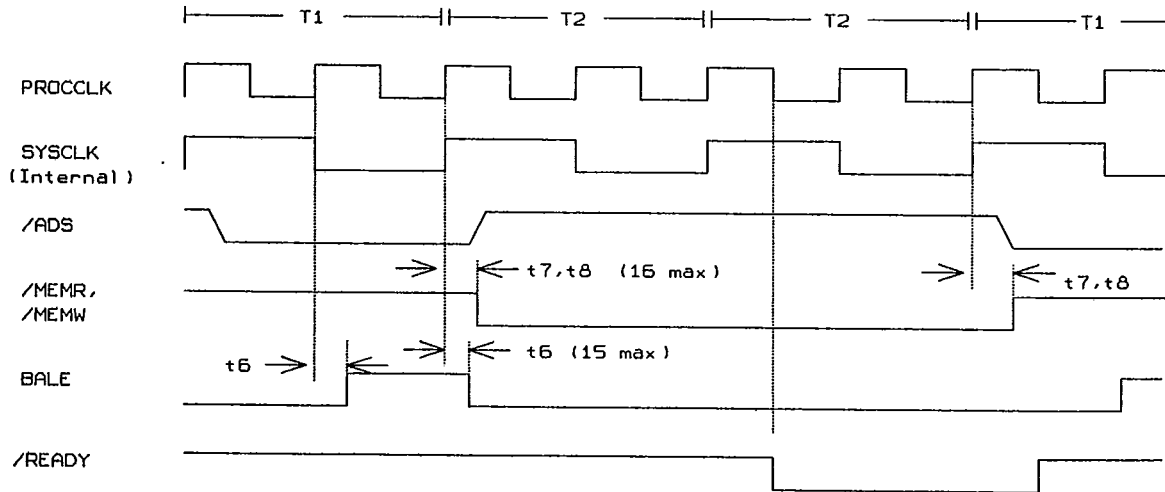 T1 T2 T2 T1
PROCCLK
SYSCLK
(Internal)
/ADS
t7,t8 (16 max)
t7,t8
/MEMR,
/MEMW
t6
t6 (15 max)
BALE
/READY